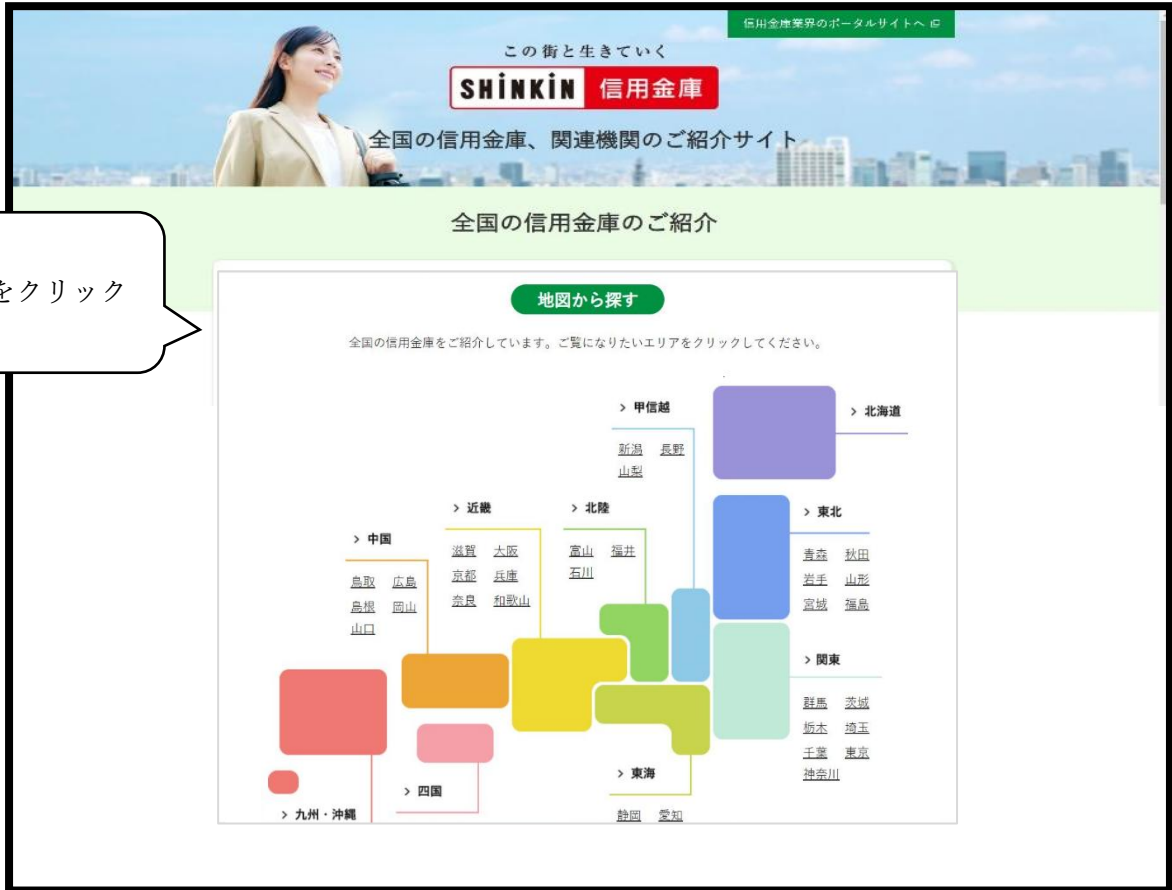 信用金庫業界のポータルサイトへ
この街と生きていく
SHiNKiN 信用金庫
全国の信用金庫、関連機関のご紹介サイト
全国の信用金庫のご紹介
をクリック
地図から探す
全国の信用金庫をご紹介しています。ご覧になりたいエリアをクリックしてください。
> 甲信越
新潟 長野
山梨
> 北海道
> 近畿
滋賀 大阪
京都 兵庫
奈良 和歌山
> 北陸
富山 福井
石川
> 東北
青森 秋田
岩手 山形
宮城 福島
> 中国
鳥取 広島
島根 岡山
山口
> 関東
群馬 茨城
栃木 埼玉
千葉 東京
神奈川
> 東海
静岡 愛知
> 四国
> 九州・沖縄